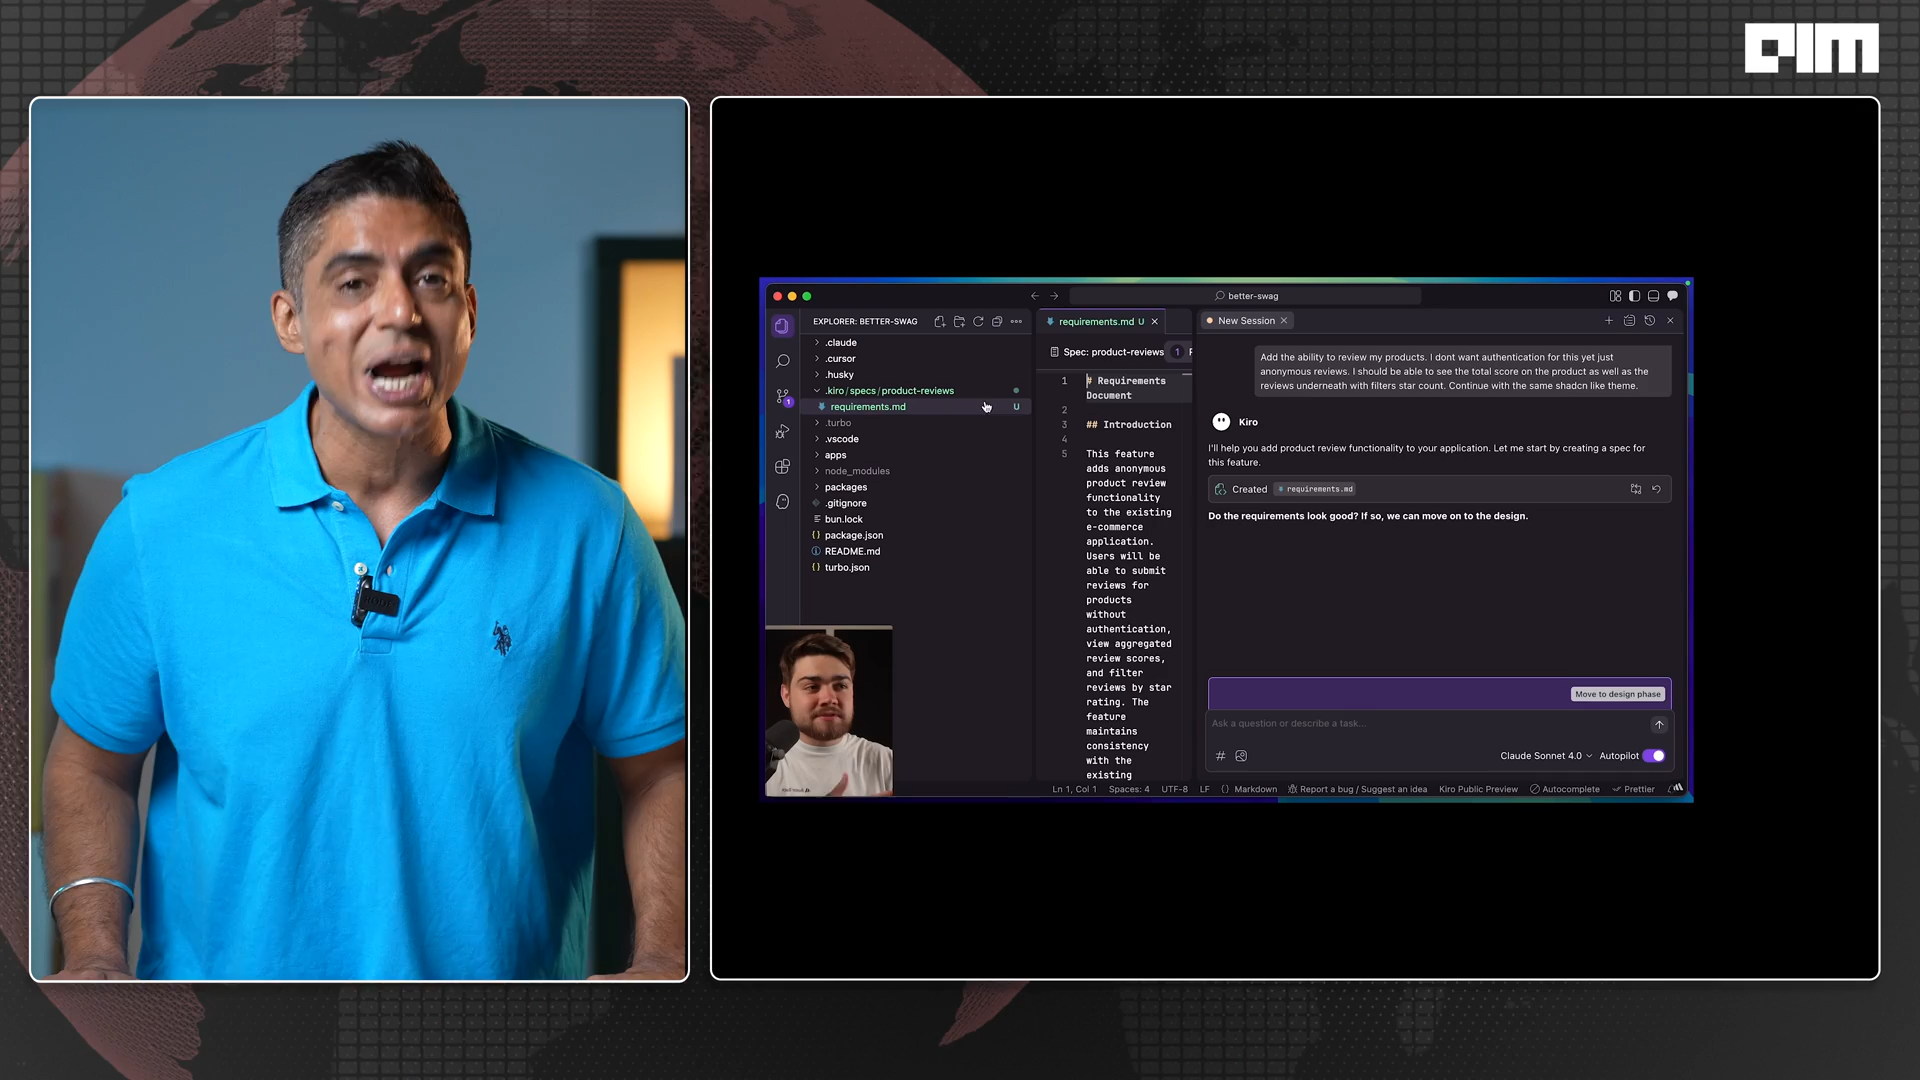 aim
better-swag
EXPLORER: BETTER-SWAG
.claude
.cursor
.husky
.kiro / specs / product-reviews
requirements.md U
.turbo
.vscode
apps
node_modules
packages
.gitignore
bun.lock
package.json
README.md
turbo.json
requirements.md U
Spec: product-reviews 1
1 # Requirements
Document
2
3 ## Introduction
4
5 This feature
adds anonymous
product review
functionality
to the existing
e-commerce
application.
Users will be
able to submit
reviews for
products
without
authentication,
view aggregated
review scores,
and filter
reviews by star
rating. The
feature
maintains
consistency
with the
existing
New Session
Add the ability to review my products. I dont want authentication for this yet just
anonymous reviews. I should be able to see the total score on the product as well as the
reviews underneath with filters star count. Continue with the same shadcn like theme.
Kiro
I'll help you add product review functionality to your application. Let me start by creating a spec for
this feature.
Created requirements.md
Do the requirements look good? If so, we can move on to the design.
Move to design phase
Ask a question or describe a task...
# Claude Sonnet 4.0 Autopilot
Ln 1, Col 1 Spaces: 4 UTF-8 LF {} Markdown Report a bug / Suggest an idea Kiro Public Preview Autocomplete Prettier
1